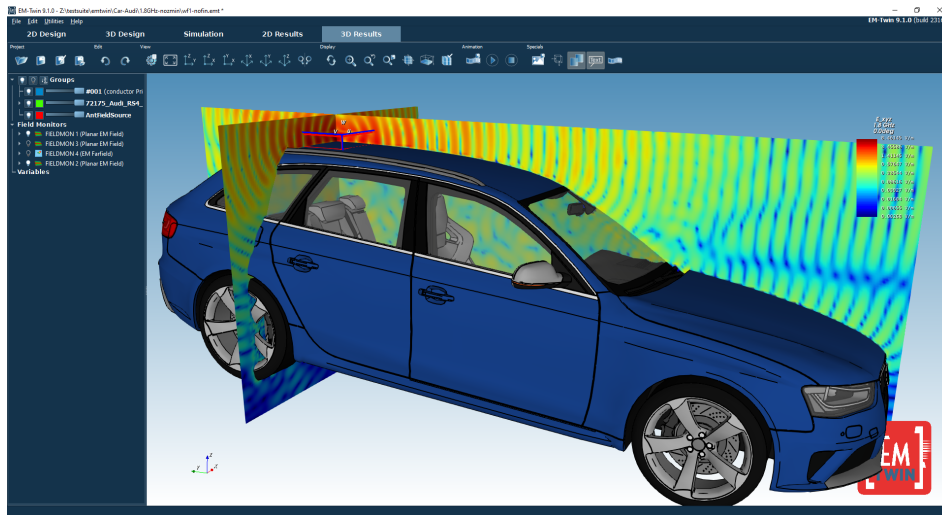 EM-Twin 9.1.0 - Z:\testsuite\emtwin\Car-Audi\1.8GHz-nozmin\wf1-nofin.emt *
File Edit Utilities Help
EM-Twin 9.1.0 (build 231
2D Design 3D Design Simulation 2D Results 3D Results
Project Edit View Display Animation Specials
Groups
#001 (conductor Pri
72175_Audi_RS4_
AntFieldSource
Field Monitors
FIELDMON 1 (Planar EM Field)
FIELDMON 3 (Planar EM Field)
FIELDMON 4 (EM Farfield)
FIELDMON 2 (Planar EM Field)
Variables
E_xyz
1.8 GHz
0.0deg
W
V
U
Z
Y
X
EM
TWIN